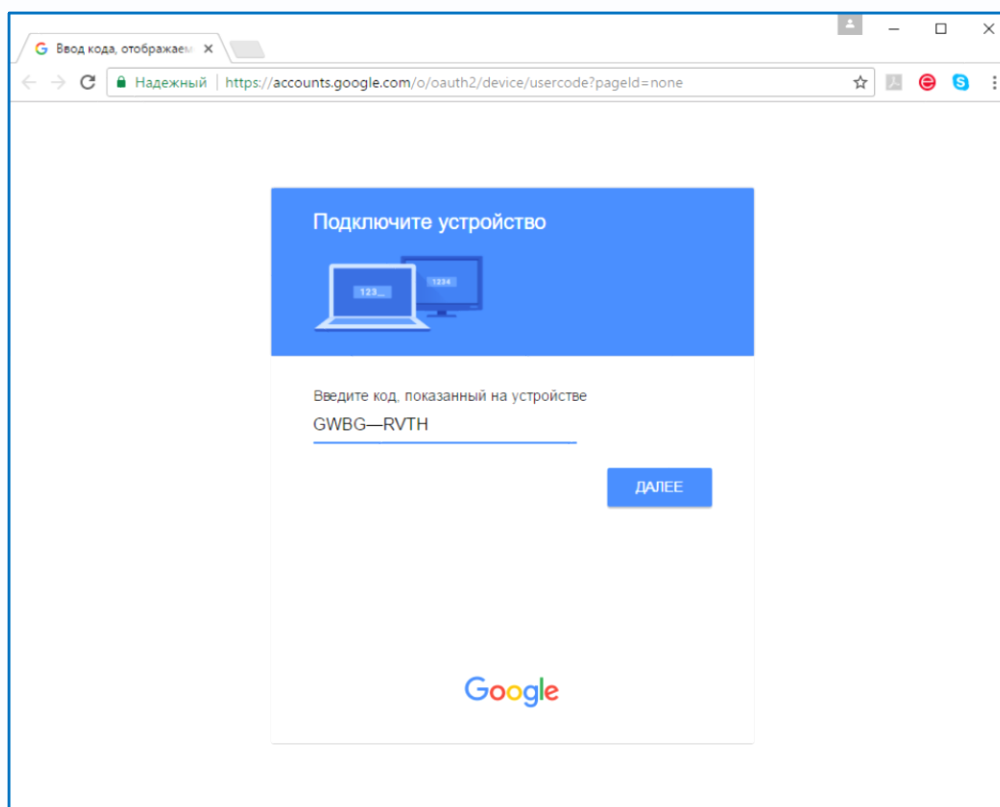 Ввод кода, отображаем
Надежный https://accounts.google.com/o/oauth2/device/usercode?pageId=none
Подключите устройство
123...
1234
Введите код, показанный на устройстве
GWBG—RVTH
ДАЛЕЕ
Google